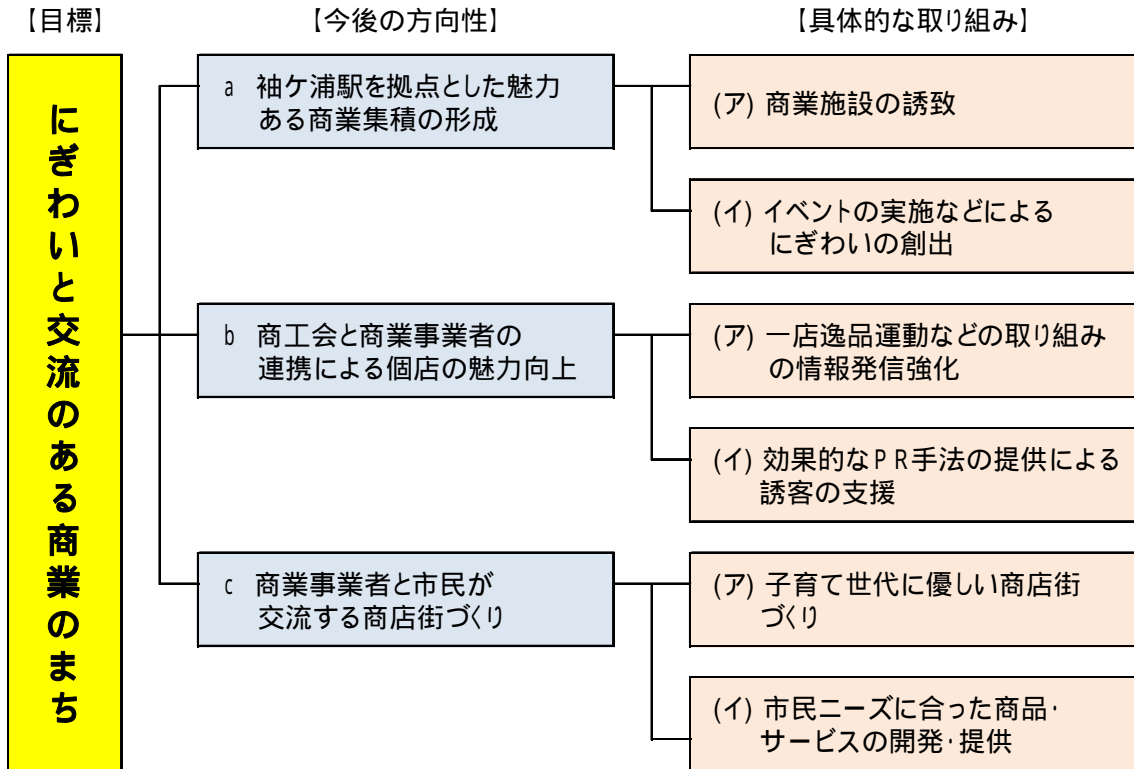 【目標】
【今後の方向性】
【具体的な取り組み】
にぎわいと交流のある商業のまち
a 袖ケ浦駅を拠点とした魅力
ある商業集積の形成
(ア) 商業施設の誘致
(イ) イベントの実施などによる
にぎわいの創出
b 商工会と商業事業者の
連携による個店の魅力向上
(ア) 一店逸品運動などの取り組み
の情報発信強化
(イ) 効果的なPR手法の提供による
誘客の支援
c 商業事業者と市民が
交流する商店街づくり
(ア) 子育て世代に優しい商店街
づくり
(イ) 市民ニーズに合った商品・
サービスの開発・提供